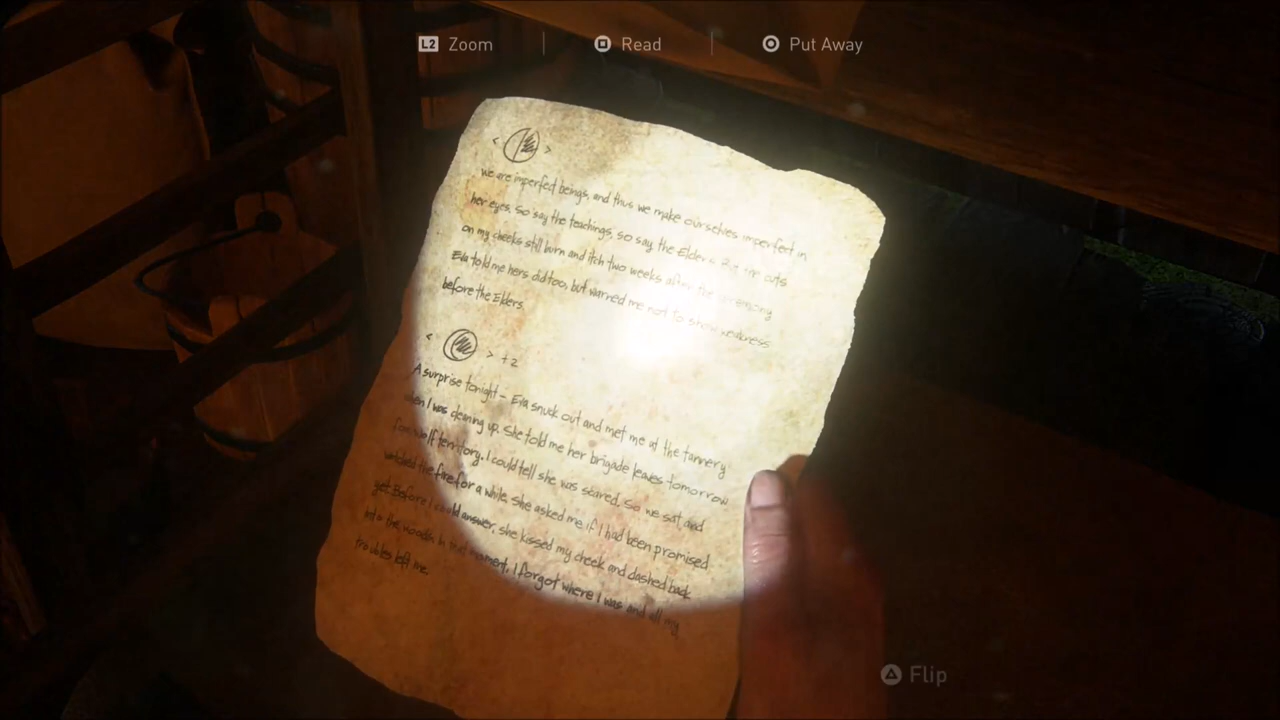 L2 Zoom | Read | Put Away
< >
we are imperfect beings, and thus we make ourselves imperfect in
her eyes. So say the teachings, so say the Elders. The cuts
on my cheeks still burn and itch two weeks after the ceremony
Eva told me hers did too, but warned me not to show weakness
before the Elders.
< > +2
A surprise tonight - Eva snuck out and met me at the tannery
when I was cleaning up. She told me her brigade leaves tomorrow
for wolf territory. I could tell she was scared. So we sat and
watched the fire for a while. She asked me if I had been promised
yet. Before I could answer, she kissed my cheek and dashed back
into the woods. In that moment, I forgot where I was and all my
troubles left me.
Flip